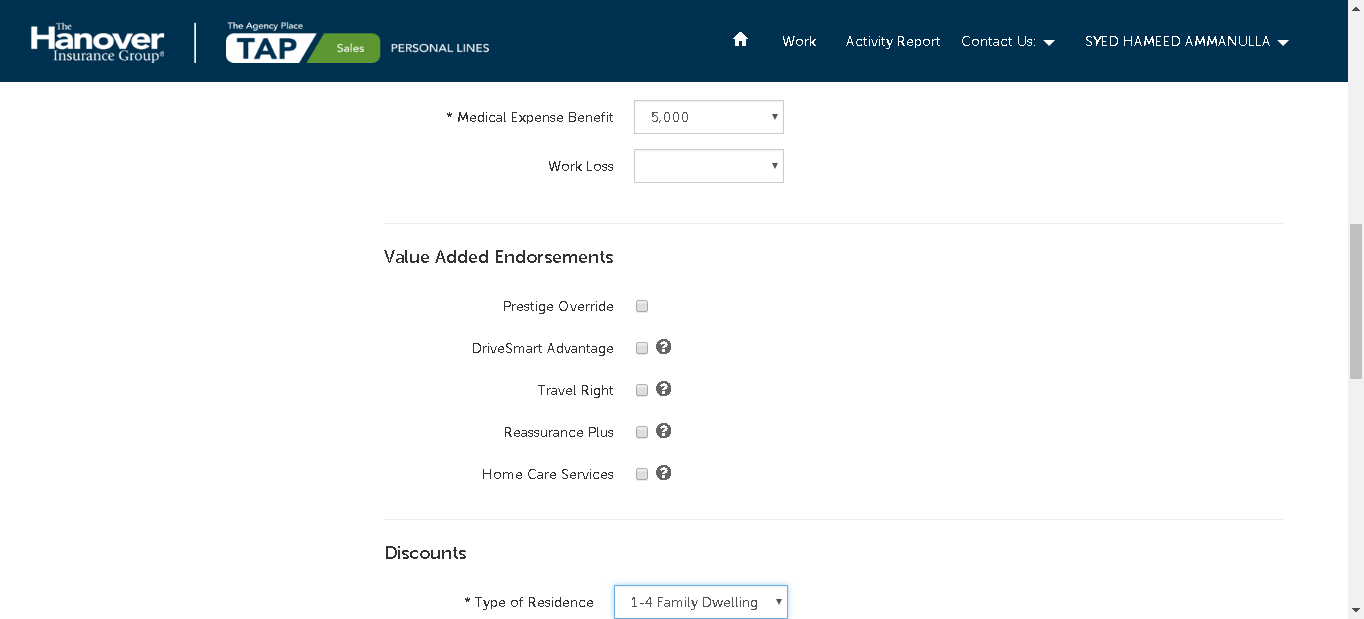 The
Hanover
Insurance Group®
The Agency Place
TAP Sales PERSONAL LINES
Work Activity Report Contact Us: SYED HAMEED AMMANULLA
* Medical Expense Benefit 5,000
Work Loss
Value Added Endorsements
Prestige Override
DriveSmart Advantage ?
Travel Right ?
Reassurance Plus ?
Home Care Services ?
Discounts
* Type of Residence 1-4 Family Dwelling